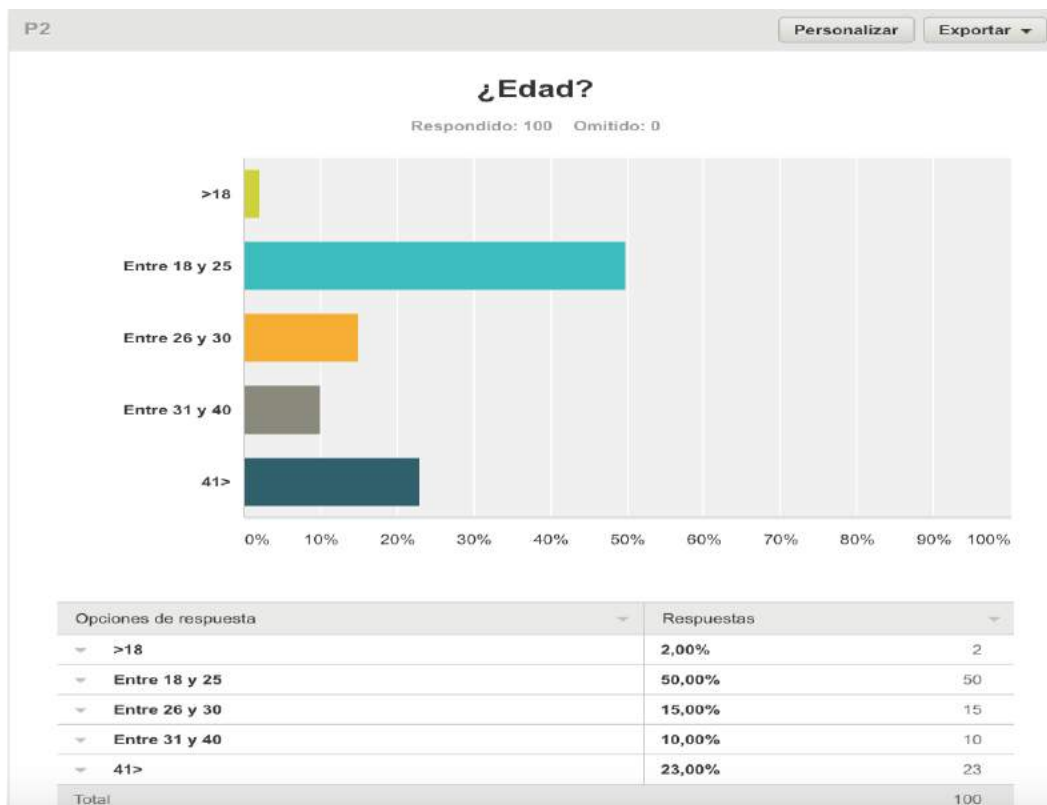 P2 Personalizar Exportar
¿Edad?
Respondido: 100 Omitido: 0
>18
Entre 18 y 25
Entre 26 y 30
Entre 31 y 40
41>
0% 10% 20% 30% 40% 50% 60% 70% 80% 90% 100%
Opciones de respuesta Respuestas
>18 2,00% 2
Entre 18 y 25 50,00% 50
Entre 26 y 30 15,00% 15
Entre 31 y 40 10,00% 10
41> 23,00% 23
Total 100